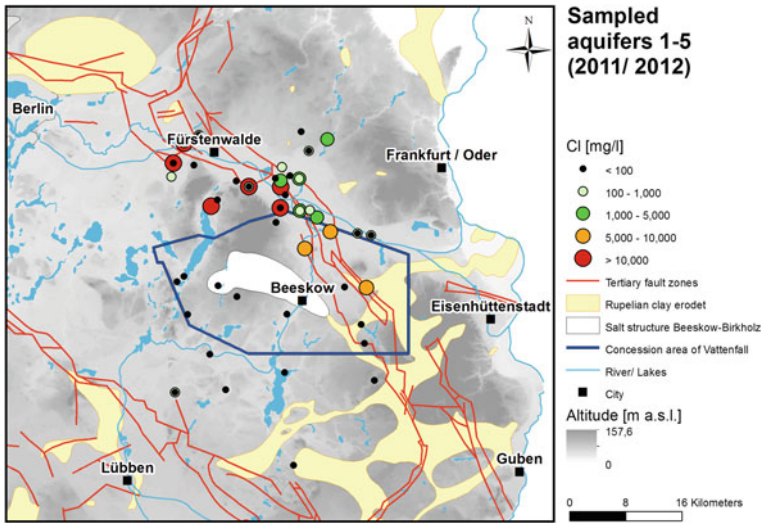 Sampled
aquifers 1-5
(2011/ 2012)
N
Berlin
Fürstenwalde
Frankfurt / Oder
Beeskow
Eisenhüttenstadt
Lübben
Guben
Cl [mg/l]
< 100
100 - 1,000
1,000 - 5,000
5,000 - 10,000
> 10,000
Tertiary fault zones
Rupelian clay erodet
Salt structure Beeskow-Birkholz
Concession area of Vattenfall
River/ Lakes
City
Altitude [m a.s.l.]
157,6
0
0 8 16 Kilometers